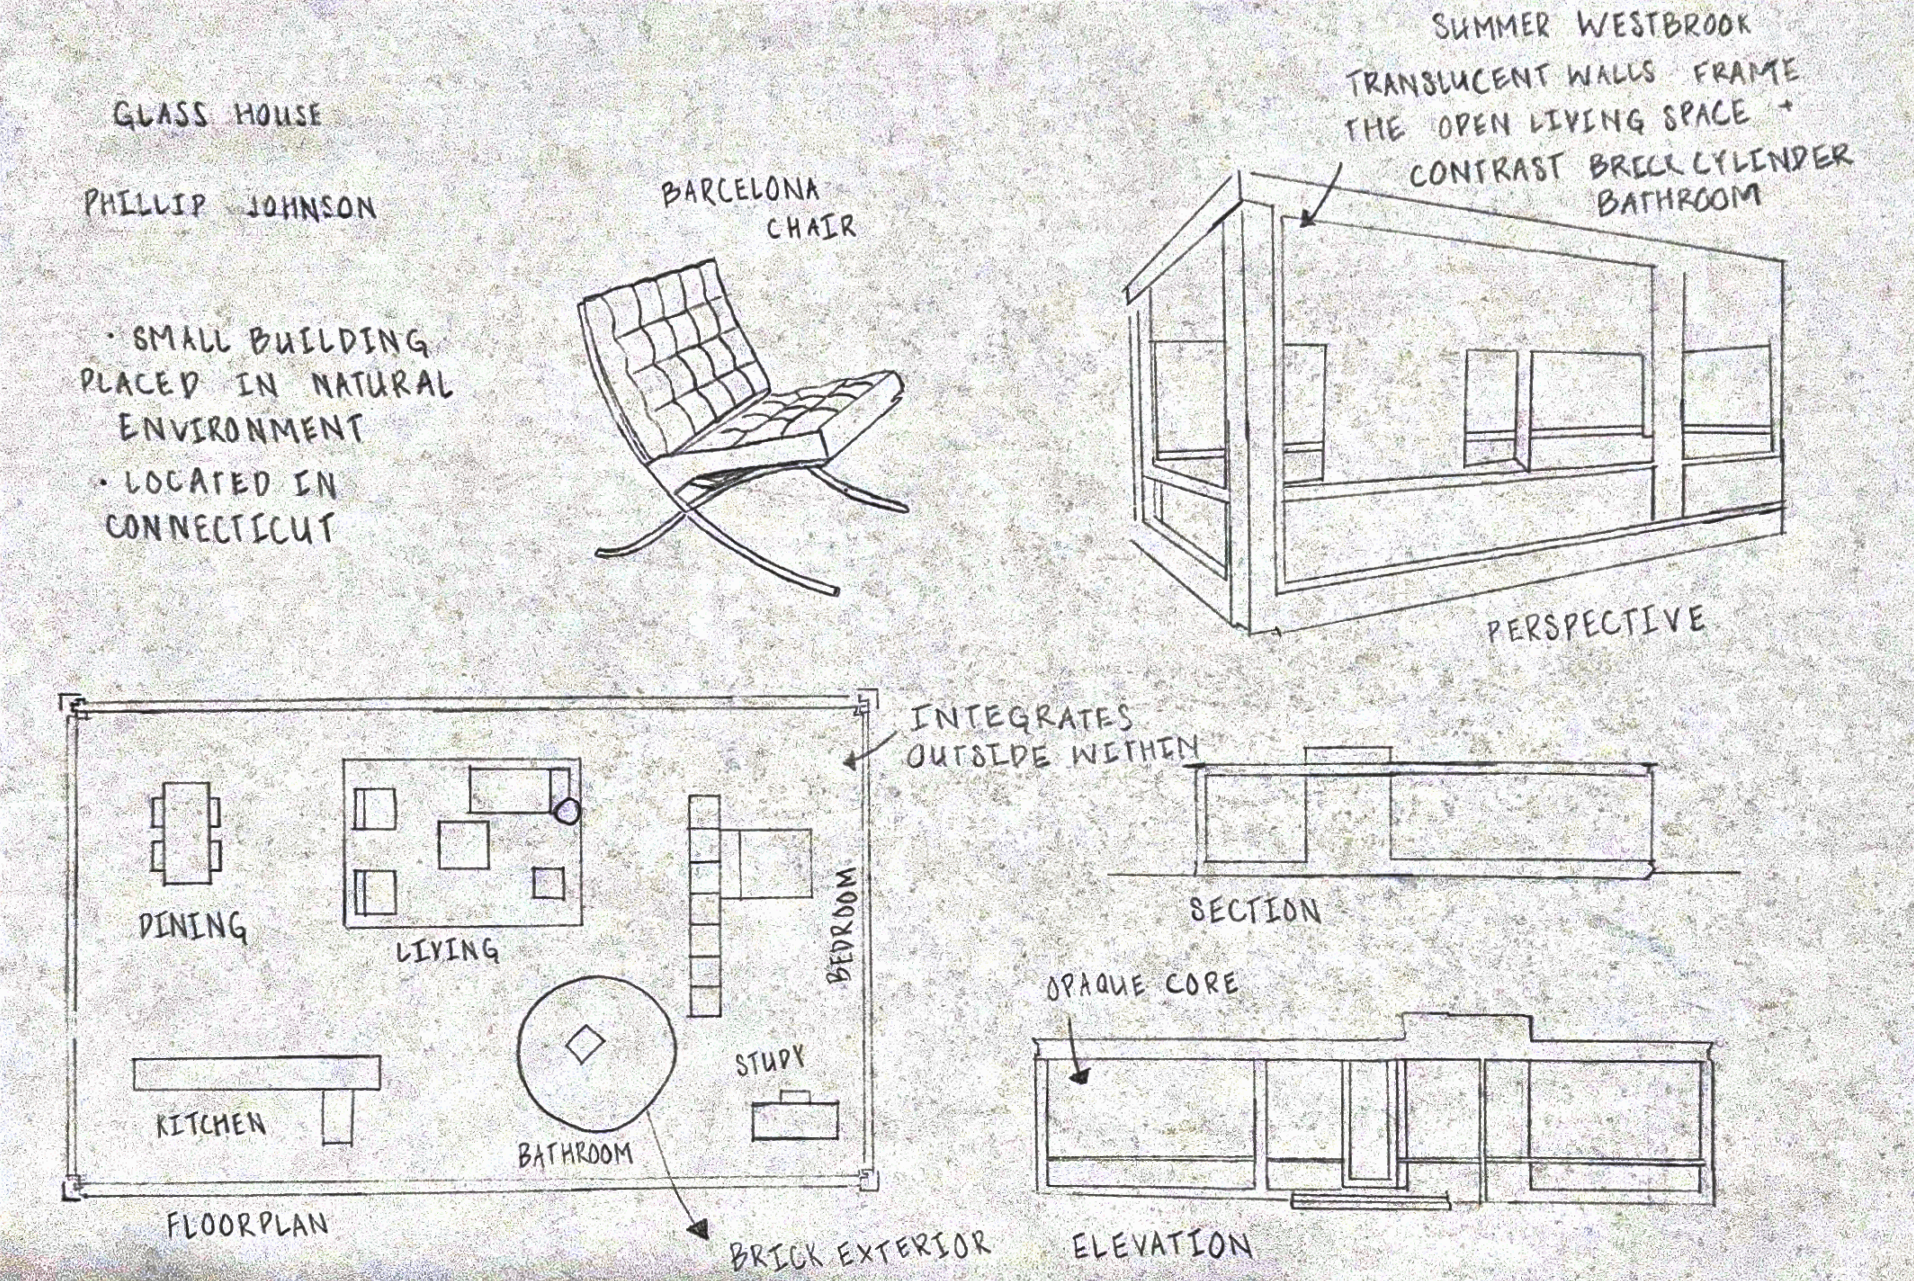 SUMMER WESTBROOK
TRANSLUCENT WALLS FRAME
THE OPEN LIVING SPACE +
CONTRAST BRICK CYLINDER
BATHROOM
GLASS HOUSE
PHILLIP JOHNSON
BARCELONA
CHAIR
• SMALL BUILDING
PLACED IN NATURAL
ENVIRONMENT
• LOCATED IN
CONNECTICUT
PERSPECTIVE
INTEGRATES
OUTSIDE WITHIN
DINING
LIVING
BEDROOM
KITCHEN
BATHROOM
STUDY
FLOORPLAN
BRICK EXTERIOR
SECTION
OPAQUE CORE
ELEVATION